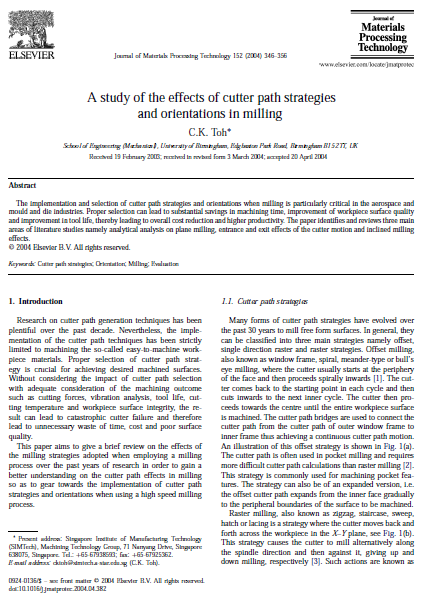 ELSEVIER
Journal of Materials Processing Technology 152 (2004) 346–356
Journal of
Materials
Processing
Technology
www.elsevier.com/locate/jmatprotec
A study of the effects of cutter path strategies
and orientations in milling
C.K. Toh*
School of Engineering (Mechanical), University of Birmingham, Edgbaston Park Road, Birmingham B15 2TT, UK
Received 19 February 2003; received in revised form 3 March 2004; accepted 20 April 2004
Abstract
The implementation and selection of cutter path strategies and orientations when milling is particularly critical in the aerospace and
mould and die industries. Proper selection can lead to substantial savings in machining time, improvement of workpiece surface quality
and improvement in tool life, thereby leading to overall cost reduction and higher productivity. The paper identifies and reviews three main
areas of literature studies namely analytical analysis on plane milling, entrance and exit effects of the cutter motion and inclined milling
effects.
© 2004 Elsevier B.V. All rights reserved.
Keywords: Cutter path strategies; Orientation; Milling; Evaluation
1. Introduction
Research on cutter path generation techniques has been
plentiful over the past decade. Nevertheless, the imple-
mentation of the cutter path techniques has been strictly
limited to machining the so-called easy-to-machine work-
piece materials. Proper selection of cutter path strat-
egy is crucial for achieving desired machined surfaces.
Without considering the impact of cutter path selection
with adequate consideration of the machining outcome
such as cutting forces, vibration analysis, tool life, cut-
ting temperature and workpiece surface integrity, the re-
sult can lead to catastrophic cutter failure and therefore
lead to unnecessary waste of time, cost and poor surface
quality.
This paper aims to give a brief review on the effects of
the milling strategies adopted when employing a milling
process over the past years of research in order to gain a
better understanding on the cutter path effects in milling
so as to gear towards the implementation of cutter path
strategies and orientations when using a high speed milling
process.
* Present address: Singapore Institute of Manufacturing Technology
(SIMTech), Machining Technology Group, 71 Nanyang Drive, Singapore
638075, Singapore. Tel.: +65 67938593; fax: +65 67925362.
E-mail address: cktoh@simtech.a-star.edu.sg (C.K. Toh).
1.1. Cutter path strategies
Many forms of cutter path strategies have evolved over
the past 30 years to mill free form surfaces. In general, they
can be classified into three main strategies namely offset,
single direction raster and raster strategies. Offset milling,
also known as window frame, spiral, meander-type or bull's
eye milling, where the cutter usually starts at the periphery
of the face and then proceeds spirally inwards [1]. The cut-
ter comes back to the starting point in each cycle and then
cuts inwards to the next inner cycle. The cutter then pro-
ceeds towards the centre until the entire workpiece surface
is machined. The cutter path bridges are used to connect the
cutter path from the cutter path of outer window frame to
inner frame thus achieving a continuous cutter path motion.
An illustration of this offset strategy is shown in Fig. 1(a).
The cutter path is often used in pocket milling and requires
more difficult cutter path calculations than raster milling [2].
This strategy is commonly used for machining pocket fea-
tures. The strategy can also be of an expanded version, i.e.
the offset cutter path expands from the inner face gradually
to the peripheral boundaries of the surface to be machined.
Raster milling, also known as zigzag, staircase, sweep,
hatch or lacing is a strategy where the cutter moves back and
forth across the workpiece in the X–Y plane, see Fig. 1(b).
This strategy causes the cutter to mill alternatively along
the spindle direction and then against it, giving up and
down milling, respectively [3]. Such actions are known as
0924-0136/$ – see front matter © 2004 Elsevier B.V. All rights reserved.
doi:10.1016/j.jmatprotec.2004.04.382